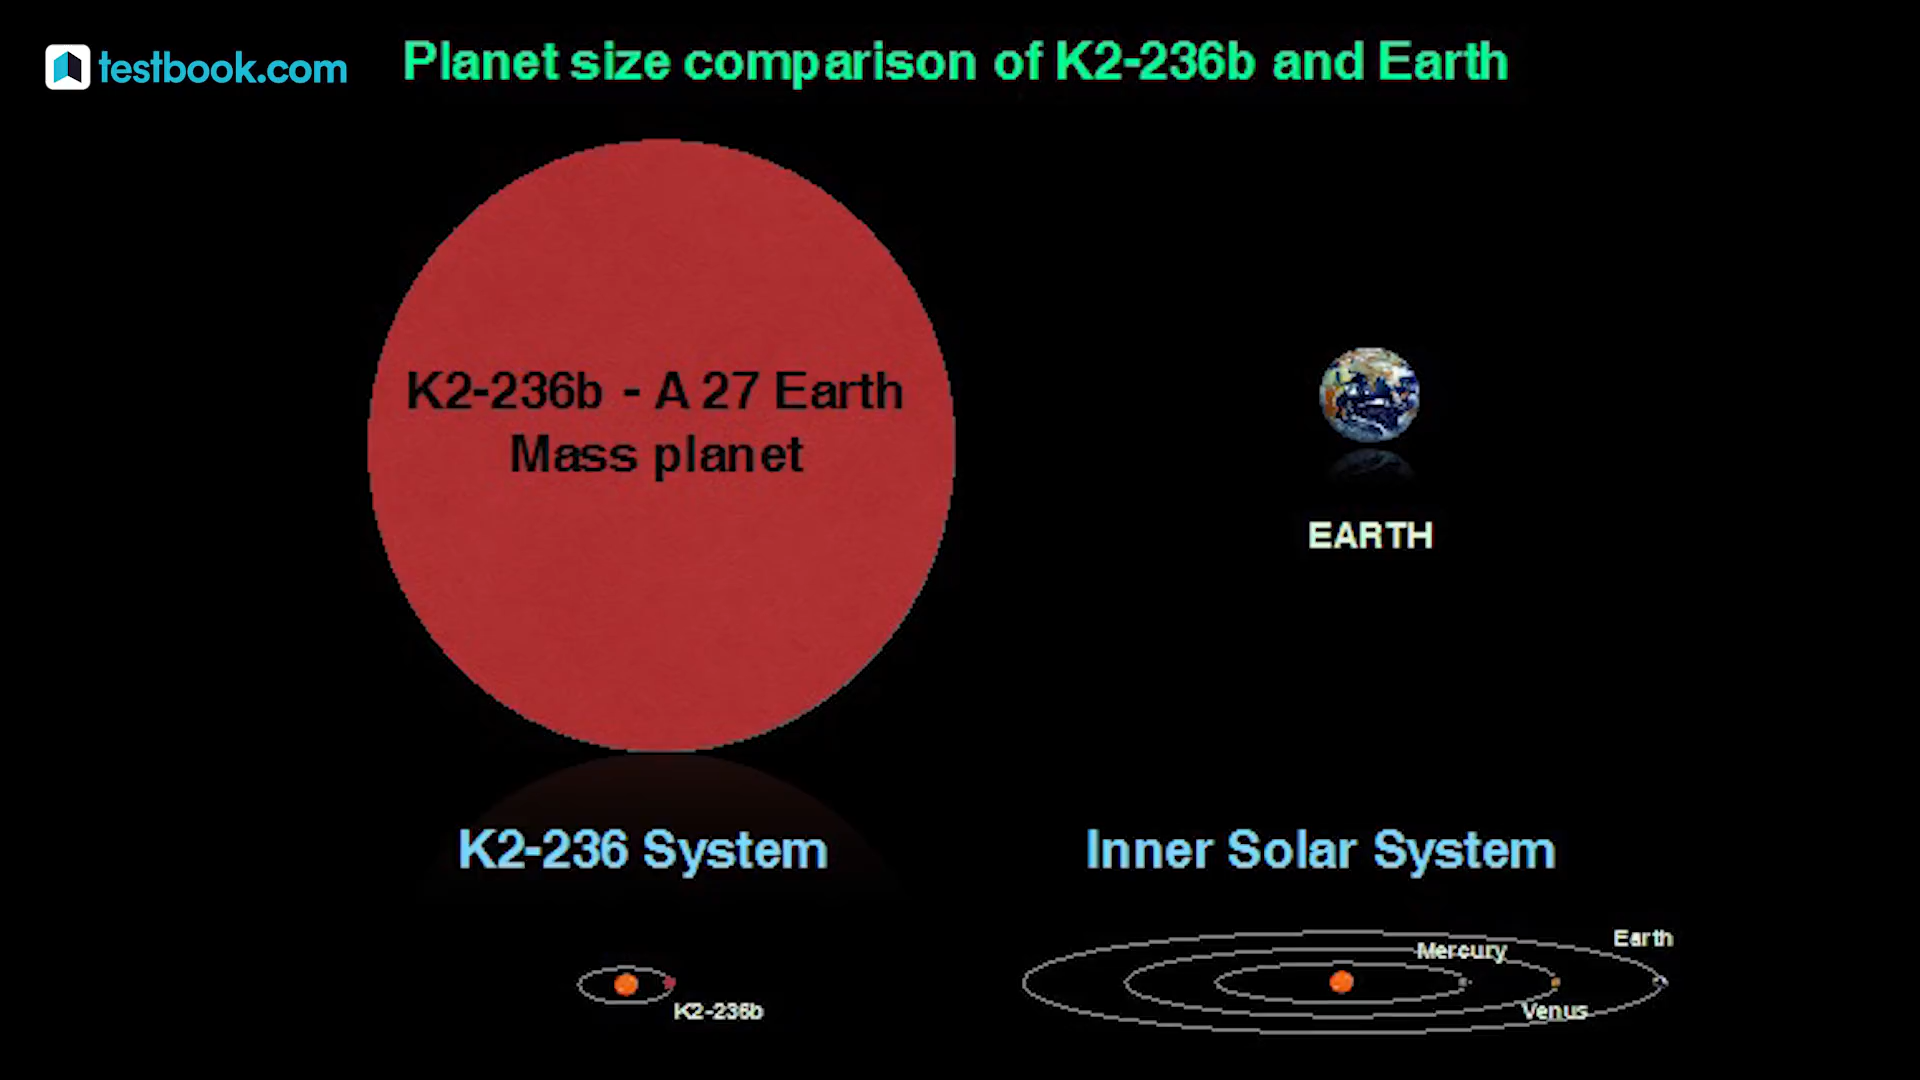 testbook.com
Planet size comparison of K2-236b and Earth
K2-236b - A 27 Earth
Mass planet
EARTH
K2-236 System
Inner Solar System
K2-236b
Mercury
Venus
Earth